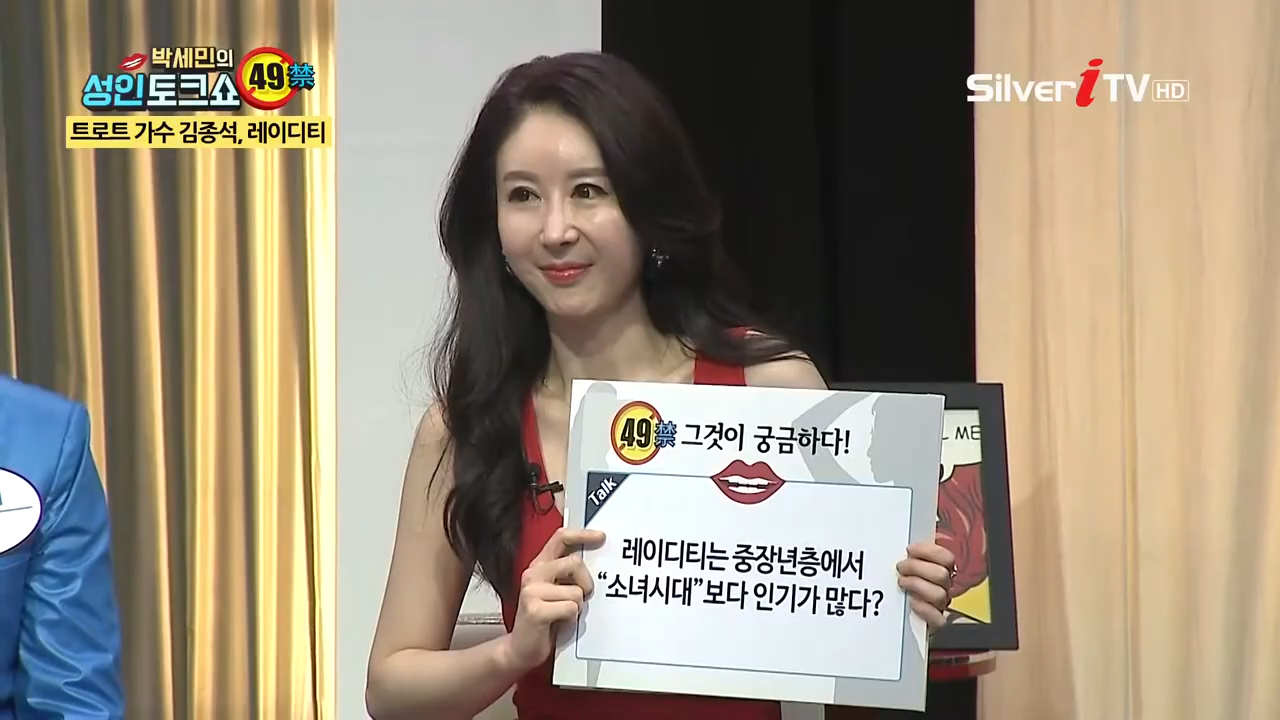 박세민의
성인토크쇼 49禁
트로트 가수 김종석, 레이디티
Silver i TV HD
49禁 그것이 궁금하다!
Talk
레이디티는 중장년층에서
"소녀시대"보다 인기가 많다?
ME